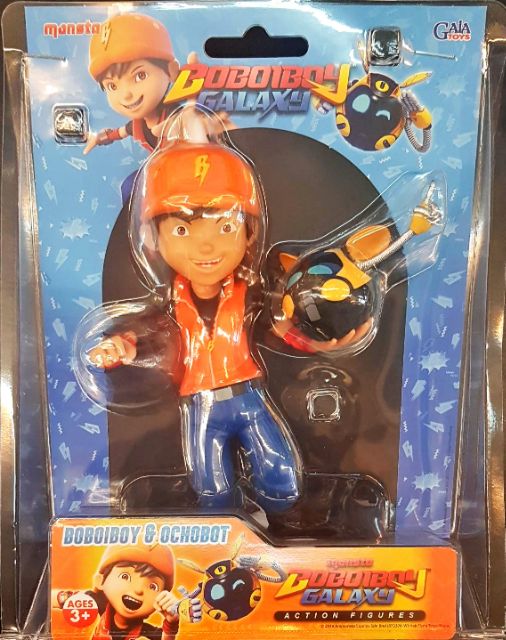 monsta
GAIA
TOYS
BOBOIBOY
GALAXY
B
BOBOIBOY & OCHOBOT
AGES
3+
monsta
BOBOIBOY
GALAXY
ACTION FIGURES